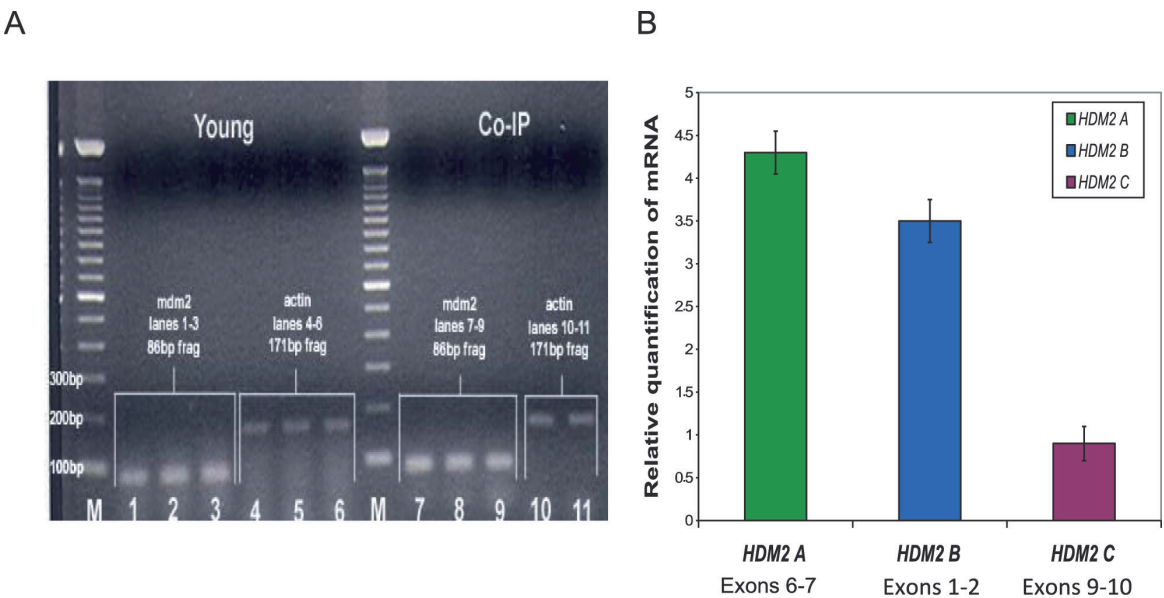 A
Young
Co-IP
mdm2
lanes 1-3
86bp frag
actin
lanes 4-6
171bp frag
mdm2
lanes 7-9
86bp frag
actin
lanes 10-11
171bp frag
300bp
200bp
100bp
M 1 2 3 4 5 6 M 7 8 9 10 11
B
Relative quantification of mRNA
5
4.5
4
3.5
3
2.5
2
1.5
1
0.5
0
HDM2 A
HDM2 B
HDM2 C
HDM2 A HDM2 B HDM2 C
Exons 6-7 Exons 1-2 Exons 9-10